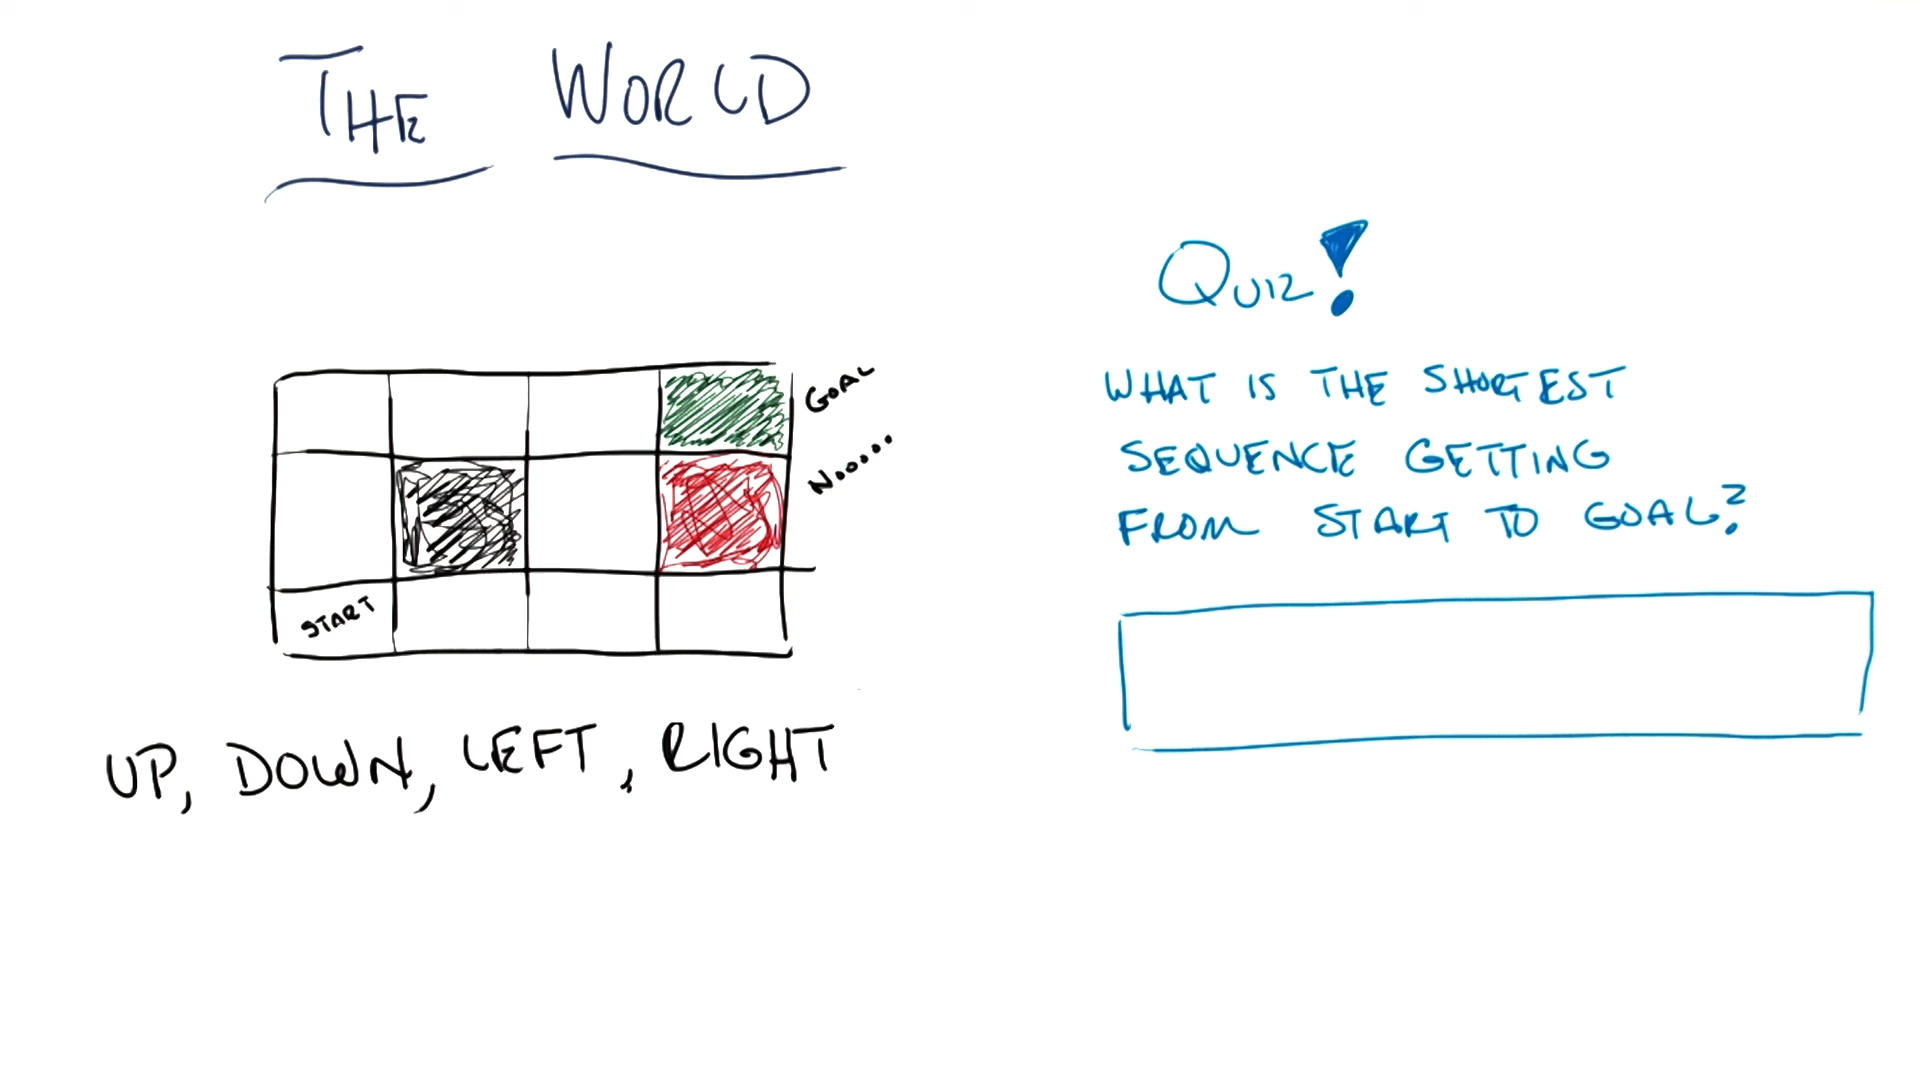 THE WORLD
QUIZ!
WHAT IS THE SHORTEST
SEQUENCE GETTING
FROM START TO GOAL?
GOAL
Noooo...
START
UP, DOWN, LEFT, RIGHT